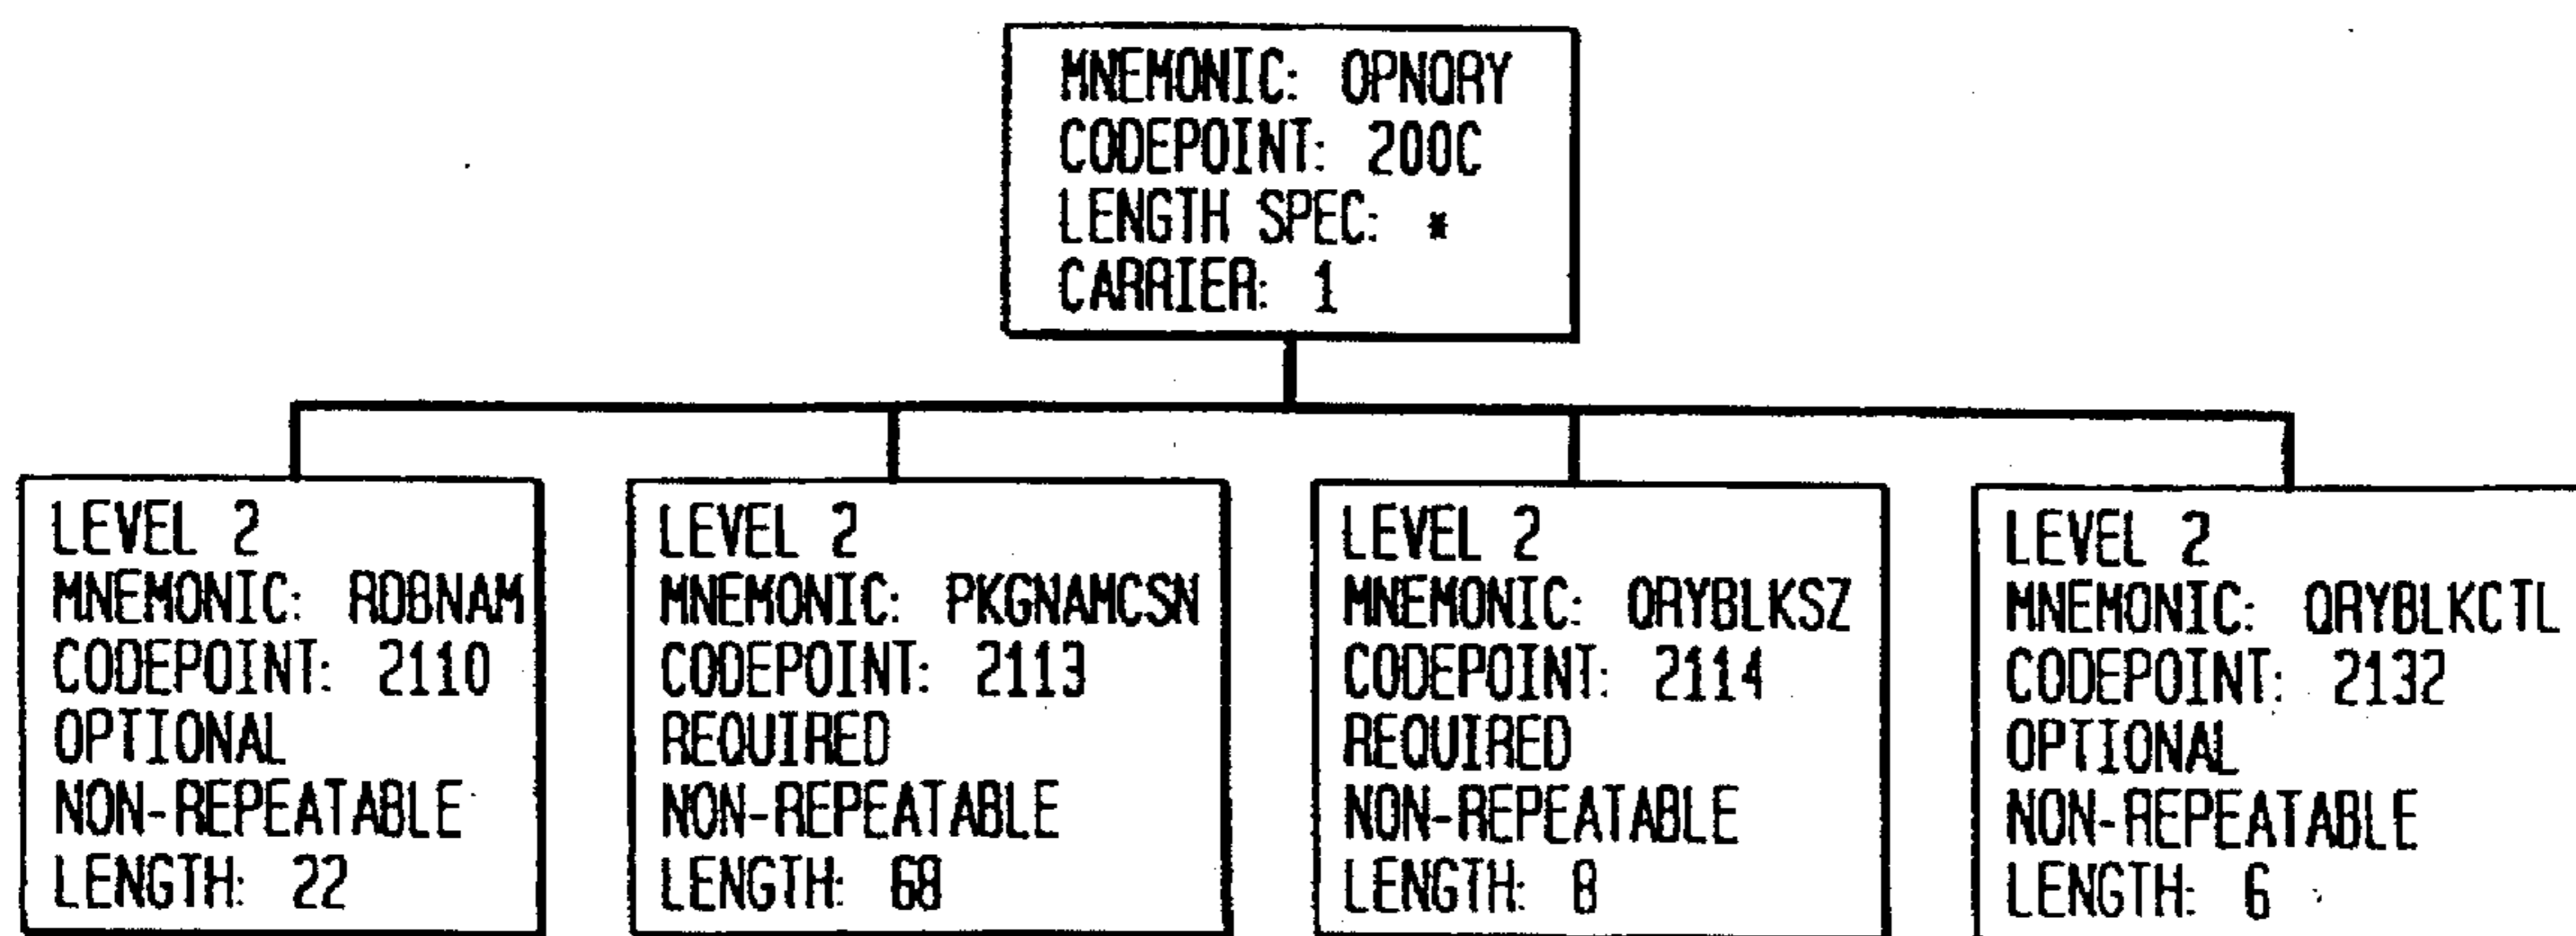 MNEMONIC: OPNQRY
CODEPOINT: 200C
LENGTH SPEC: *
CARRIER: 1
LEVEL 2
MNEMONIC: RDBNAM
CODEPOINT: 2110
OPTIONAL
NON-REPEATABLE
LENGTH: 22
LEVEL 2
MNEMONIC: PKGNAMCSN
CODEPOINT: 2113
REQUIRED
NON-REPEATABLE
LENGTH: 68
LEVEL 2
MNEMONIC: QRYBLKSZ
CODEPOINT: 2114
REQUIRED
NON-REPEATABLE
LENGTH: 8
LEVEL 2
MNEMONIC: QRYBLKCTL
CODEPOINT: 2132
OPTIONAL
NON-REPEATABLE
LENGTH: 6